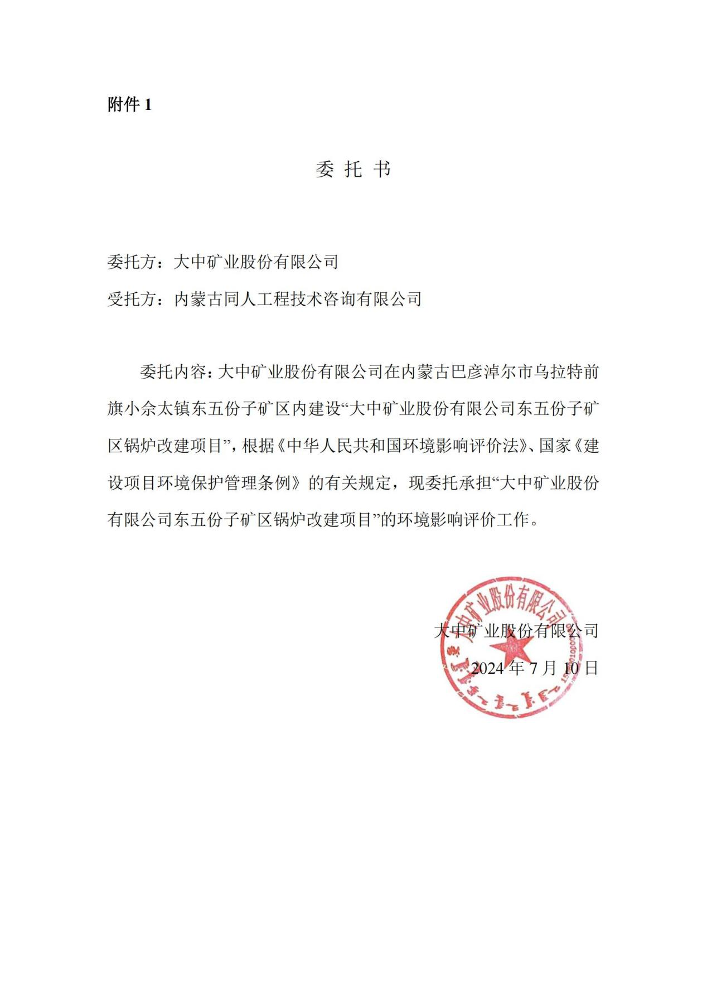 附件 1
委 托 书
委托方：大中矿业股份有限公司
受托方：内蒙古同人工程技术咨询有限公司
委托内容：大中矿业股份有限公司在内蒙古巴彦淖尔市乌拉特前
旗小佘太镇东五份子矿区内建设“大中矿业股份有限公司东五份子矿
区锅炉改建项目”，根据《中华人民共和国环境影响评价法》、国家《建
设项目环境保护管理条例》的有关规定，现委托承担“大中矿业股份
有限公司东五份子矿区锅炉改建项目”的环境影响评价工作。
大中矿业股份有限公司
大中矿业股份有限公司
2024 年 7 月 10 日